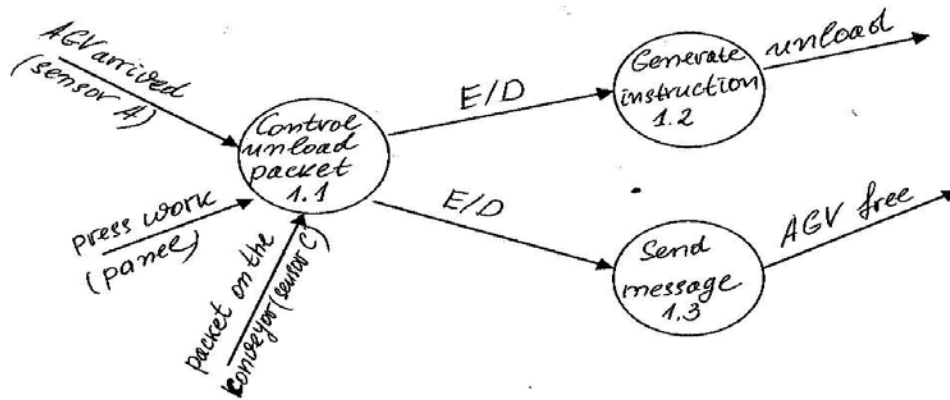 AGV arrived
(sensor A)
press work
(panel)
packet on the
conveyor (sensor C)
Control
unload
packet
1.1
E/D
E/D
Generate
instruction
1.2
unload
Send
message
1.3
AGV free